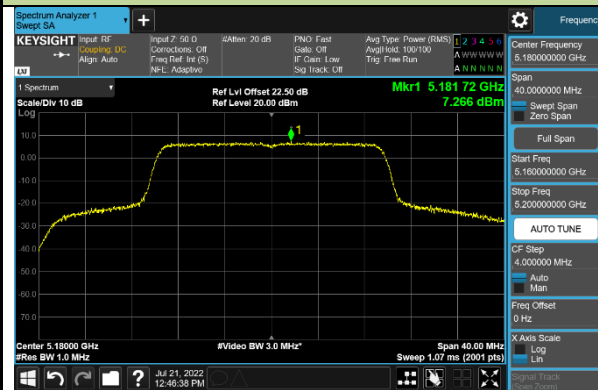 Spectrum Analyzer 1
Swept SA
+
Frequenc
KEYSIGHT
Input: RF
Coupling: DC
Align: Auto
Input Z: 50 Ω
Corrections: Off
Freq Ref: Int (S)
NFE: Adaptive
#Atten: 20 dB
PNO: Fast
Gate: Off
IF Gain: Low
Sig Track: Off
Avg Type: Power (RMS)
Avg|Hold: 100/100
Trig: Free Run
1 2 3 4 5 6
A W W W W W
A N N N N N
LXI
1 Spectrum
Scale/Div 10 dB
Log
Ref Lvl Offset 22.50 dB
Ref Level 20.00 dBm
Mkr1 5.181 72 GHz
7.266 dBm
1
10.0
0.00
-10.0
-20.0
-30.0
-40.0
-50.0
-60.0
-70.0
Center 5.18000 GHz
#Res BW 1.0 MHz
#Video BW 3.0 MHz*
Span 40.00 MHz
Sweep 1.07 ms (2001 pts)
?
Jul 21, 2022
12:46:38 PM
Center Frequency
5.180000000 GHz
Span
40.0000000 MHz
Swept Span
Zero Span
Full Span
Start Freq
5.160000000 GHz
Stop Freq
5.200000000 GHz
AUTO TUNE
CF Step
4.000000 MHz
Auto
Man
Freq Offset
0 Hz
X Axis Scale
Log
Lin
Signal Track
(Span Zoom)